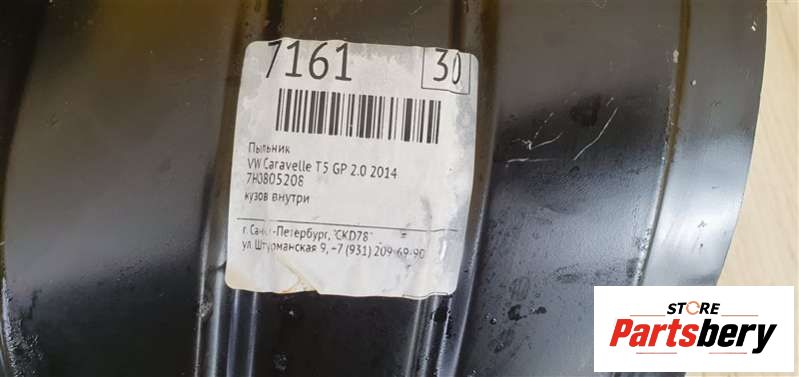 7161 30
Пыльник
VW Caravelle T5 GP 2.0 2014
7H0805208
кузов внутри
г. Санкт-Петербург, "СКD78"
ул. Штурманская 9, +7 (931) 209-69-90
STORE
Partsbery